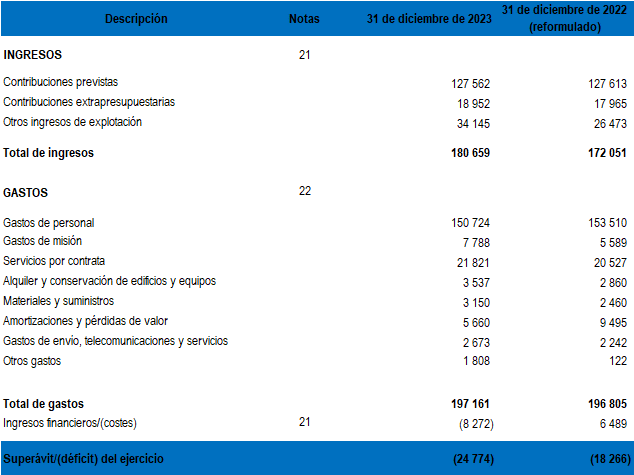 Descripción Notas 31 de diciembre de 2023 31 de diciembre de 2022 (reformulado)
INGRESOS 21
Contribuciones previstas 127 562 127 613
Contribuciones extrapresupuestarias 18 952 17 965
Otros ingresos de explotación 34 145 26 473
Total de ingresos 180 659 172 051
GASTOS 22
Gastos de personal 150 724 153 510
Gastos de misión 7 788 5 589
Servicios por contrata 21 821 20 527
Alquiler y conservación de edificios y equipos 3 537 2 860
Materiales y suministros 3 150 2 460
Amortizaciones y pérdidas de valor 5 660 9 495
Gastos de envío, telecomunicaciones y servicios 2 673 2 242
Otros gastos 1 808 122
Total de gastos 197 161 196 805
Ingresos financieros/(costes) 21 (8 272) 6 489
Superávit/(déficit) del ejercicio (24 774) (18 266)